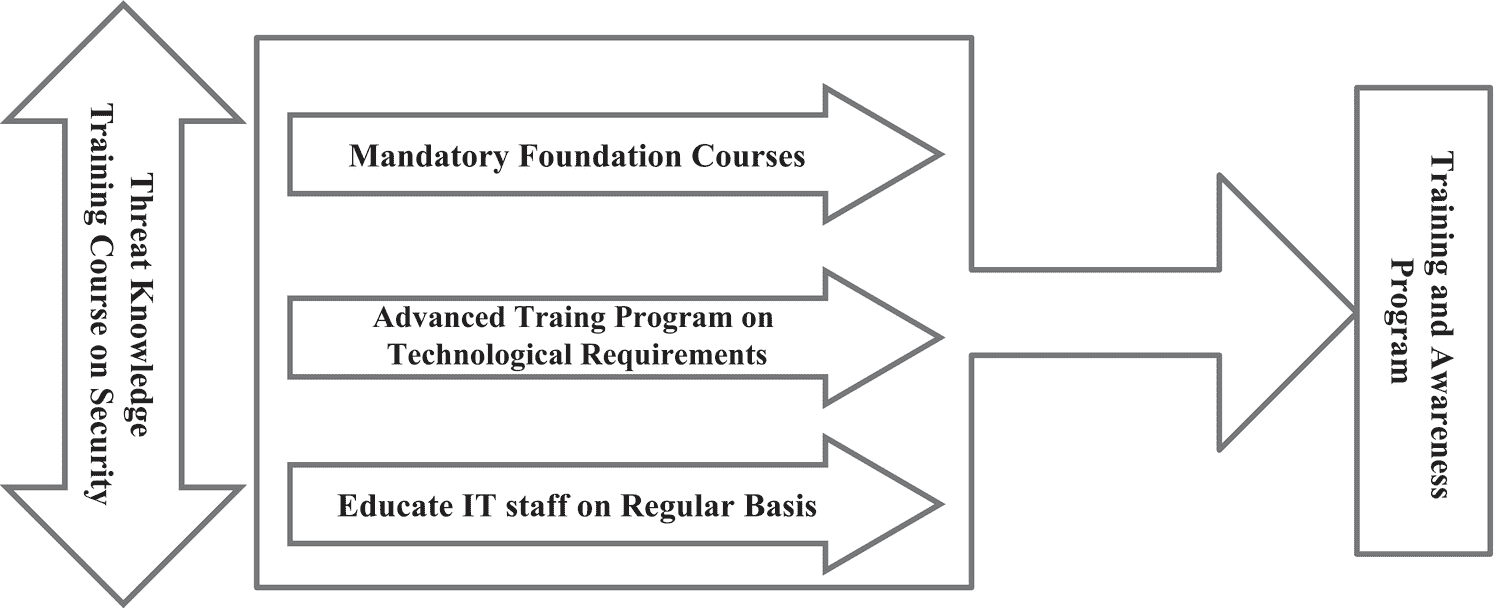 Threat Knowledge
Training Course on Security
Mandatory Foundation Courses
Advanced Traing Program on
Technological Requirements
Educate IT staff on Regular Basis
Training and Awareness
Program